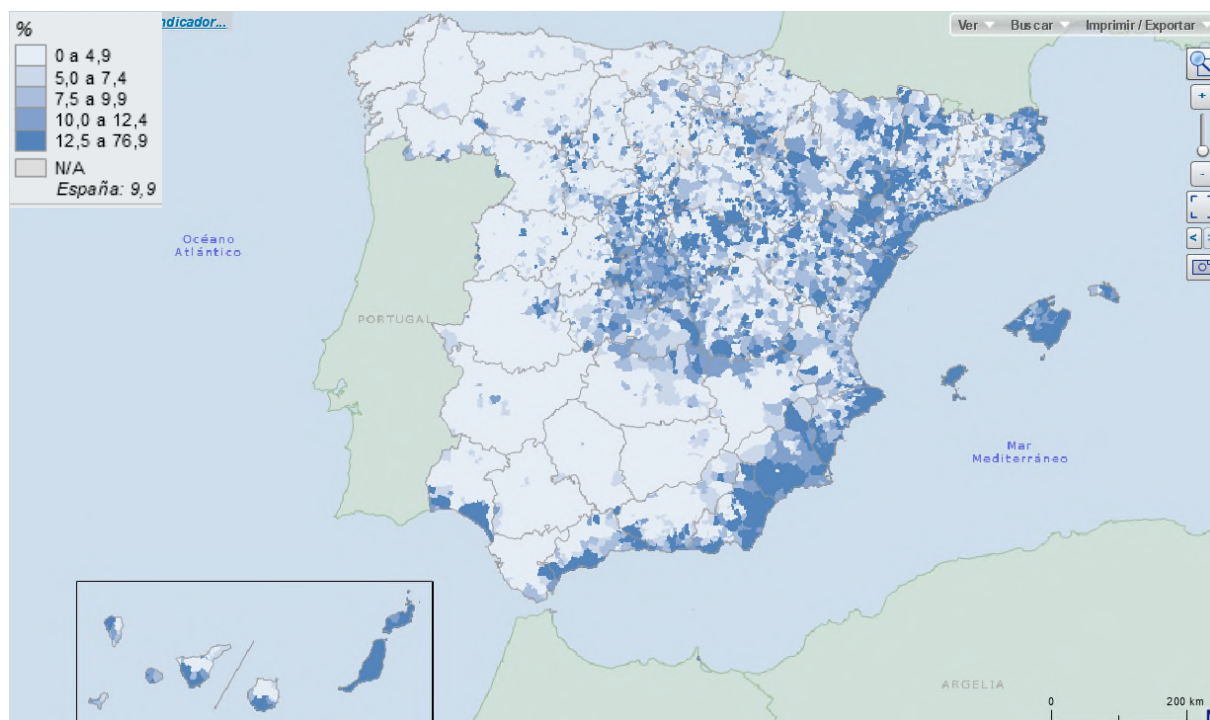 %
0 a 4,9
5,0 a 7,4
7,5 a 9,9
10,0 a 12,4
12,5 a 76,9
N/A
España: 9,9
ndicador...
Ver
Buscar
Imprimir / Exportar
+
-
<
Océano
Atlántico
PORTUGAL
Mar
Mediterráneo
ARGELIA
0
200 km